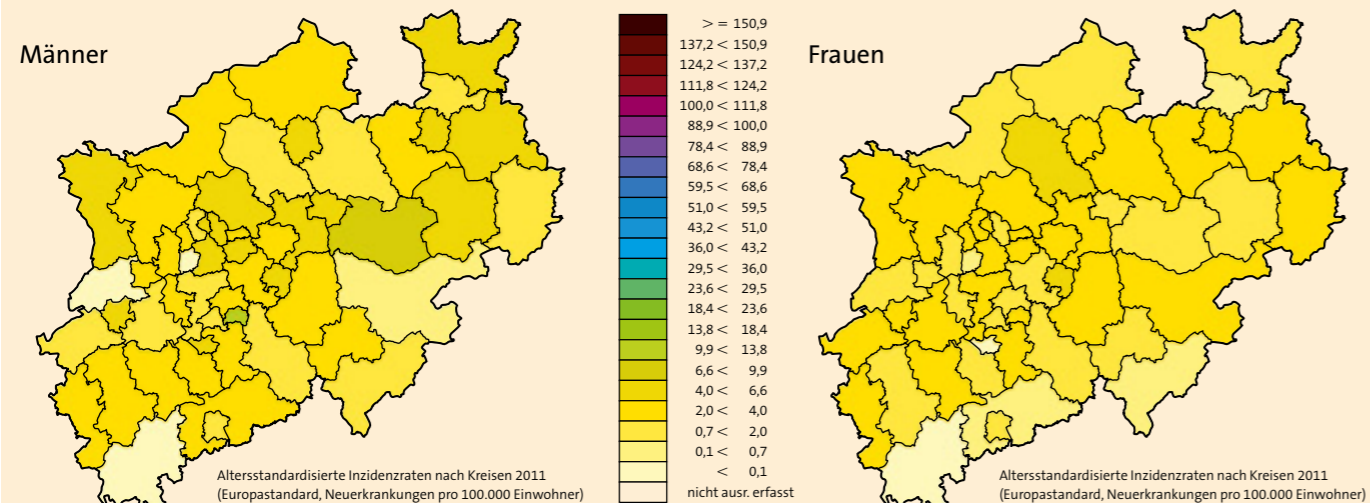 Männer
> = 150,9
137,2 < 150,9
124,2 < 137,2
111,8 < 124,2
100,0 < 111,8
88,9 < 100,0
78,4 < 88,9
68,6 < 78,4
59,5 < 68,6
51,0 < 59,5
43,2 < 51,0
36,0 < 43,2
29,5 < 36,0
23,6 < 29,5
18,4 < 23,6
13,8 < 18,4
9,9 < 13,8
6,6 < 9,9
4,0 < 6,6
2,0 < 4,0
0,7 < 2,0
0,1 < 0,7
< 0,1
nicht ausr. erfasst
Frauen
Altersstandardisierte Inzidenzraten nach Kreisen 2011
(Europastandard, Neuerkrankungen pro 100.000 Einwohner)
Altersstandardisierte Inzidenzraten nach Kreisen 2011
(Europastandard, Neuerkrankungen pro 100.000 Einwohner)